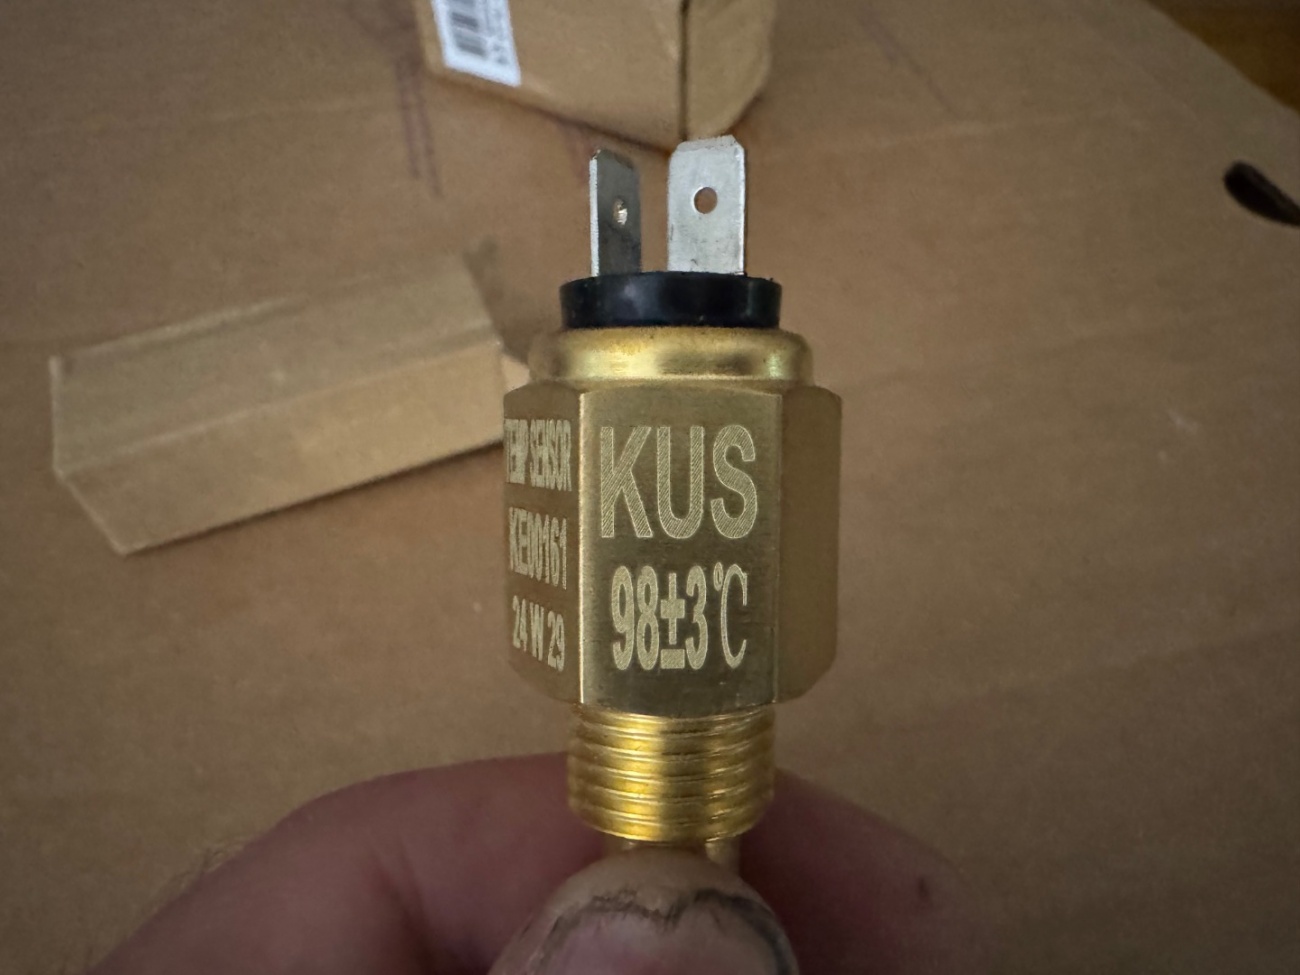 TEMP SENSOR
KE00161
24 W 29
KUS
98±3℃